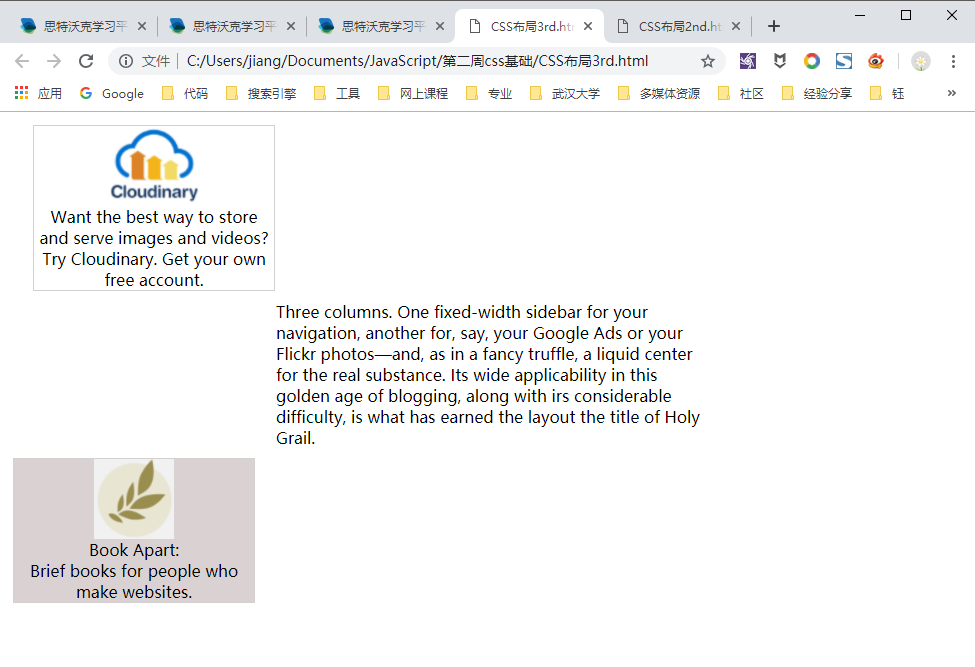 思特沃克学习平
思特沃克学习平
思特沃克学习平
CSS布局3rd.ht
CSS布局2nd.ht
文件 | C:/Users/jiang/Documents/JavaScript/第二周css基础/CSS布局3rd.html
应用 Google 代码 搜索引擎 工具 网上课程 专业 武汉大学 多媒体资源 社区 经验分享 钰 »
Cloudinary
Want the best way to store
and serve images and videos?
Try Cloudinary. Get your own
free account.
Three columns. One fixed-width sidebar for your
navigation, another for, say, your Google Ads or your
Flickr photos—and, as in a fancy truffle, a liquid center
for the real substance. Its wide applicability in this
golden age of blogging, along with irs considerable
difficulty, is what has earned the layout the title of Holy
Grail.
Book Apart:
Brief books for people who
make websites.